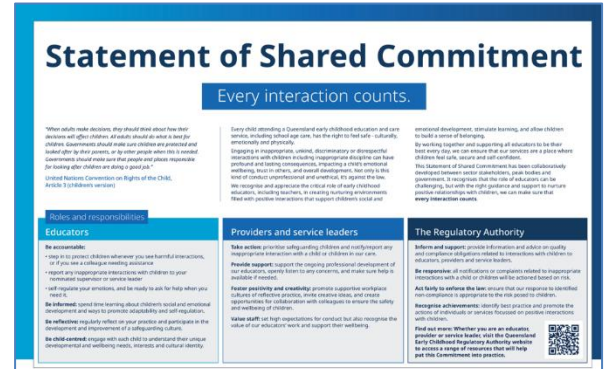 Statement of Shared Commitment
Every interaction counts.
"When adults make decisions, they should think about how their
decisions will affect children. All adults should do what is best for
children. Governments should make sure children are protected and
looked after by their parents, or by other people when this is needed.
Governments should make sure that people and places responsible
for looking after children are doing a good job."
United Nations Convention on Rights of the Child,
Article 3 (children's version)
Every child attending a Queensland early childhood education and care
service, including school age care, has the right to feel safe - culturally,
emotionally and physically.
Engaging in inappropriate, unkind, discriminatory or disrespectful
interactions with children including inappropriate discipline can have
profound and lasting consequences, impacting a child's emotional
wellbeing, trust in others, and overall development. Not only is this
kind of conduct unprofessional and unethical, it's against the law.
We recognise and appreciate the critical role of early childhood
educators, including teachers, in creating nurturing environments
filled with positive interactions that support children's social and
emotional development, stimulate learning, and allow children
to build a sense of belonging.
By working together and supporting all educators to be their
best every day, we can ensure that our services are a place where
children feel safe, secure and self-confident.
This Statement of Shared Commitment has been collaboratively
developed between sector stakeholders, peak bodies and
government. It recognises that the role of educators can be
challenging, but with the right guidance and support to nurture
positive relationships with children, we can make sure that
every interaction counts.
Roles and responsibilities
Educators
Be accountable:
• step in to protect children whenever you see harmful interactions,
or if you see a colleague needing assistance
• report any inappropriate interactions with children to your
nominated supervisor or service leader
• self-regulate your emotions, and be ready to ask for help when you
need it.
Be informed: spend time learning about children's social and emotional
development and ways to promote adaptability and self regulation.
Be reflective: regularly reflect on your practice and participate in the
development and improvement of a safeguarding culture.
Be child-centred: engage with each child to understand their unique
developmental and wellbeing needs, interests and cultural identity.
Providers and service leaders
Take action: prioritise safeguarding children and notify/report any
inappropriate interaction with a child or children in our care.
Provide support: support the ongoing professional development of
our educators, openly listen to any concerns, and make sure help is
available if needed.
Foster positivity and creativity: promote supportive workplace
cultures of reflective practice, invite creative ideas, and create
opportunities for collaboration with colleagues to ensure the safety
and wellbeing of children.
Value staff: set high expectations for conduct but also recognise the
value of our educators' work and support their wellbeing.
The Regulatory Authority
Inform and support: provide information and advice on quality
and compliance obligations related to interactions with children to
educators, providers and service leaders.
Be responsive: all notifications or complaints related to inappropriate
interactions with a child or children will be actioned based on risk.
Act fairly to enforce the law: ensure that our response to identified
non-compliance is appropriate to the risk posed to children.
Recognise achievements: identify best practice and promote the
actions of individuals or services focussed on positive interactions
with children.
Find out more: Whether you are an educator,
provider or service leader, visit the Queensland
Early Childhood Regulatory Authority website
to access a range of resources that will help
put this Commitment into practice.